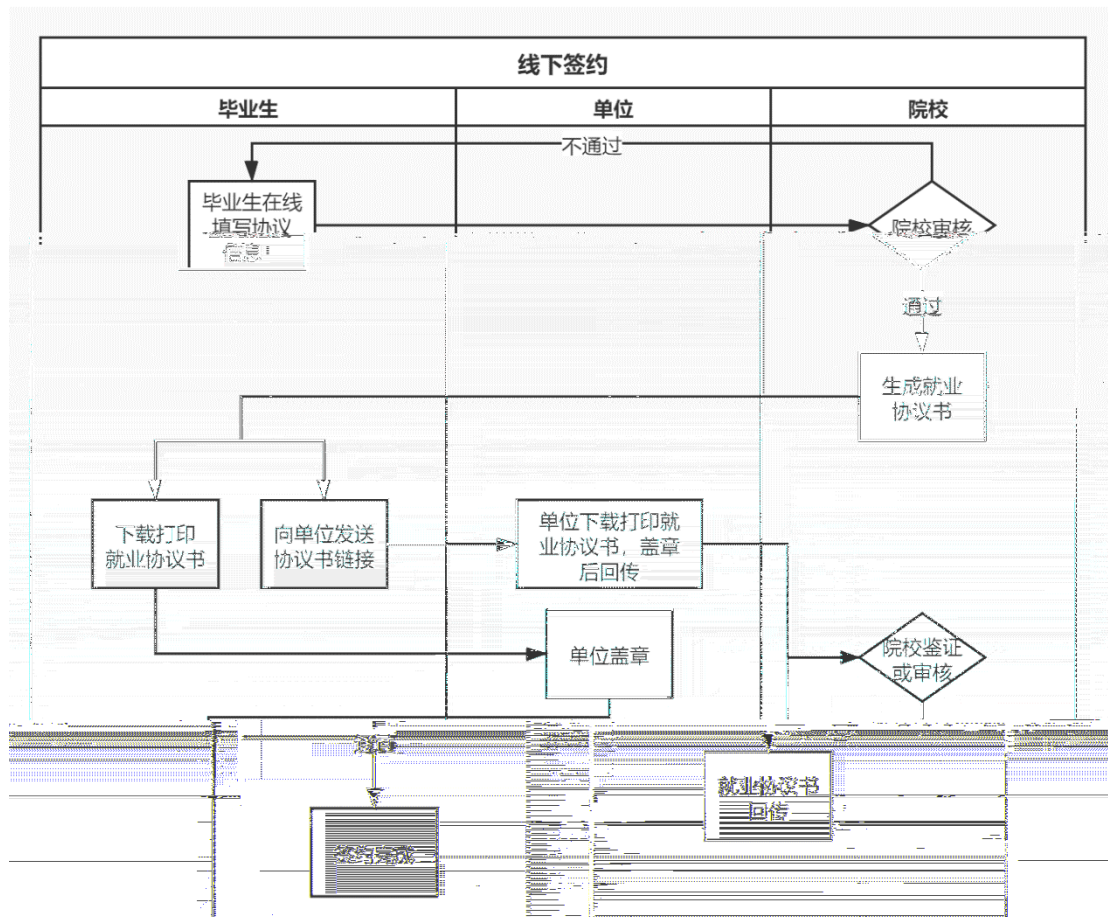 线下签约
毕业生
单位
院校
不通过
毕业生在线
填写协议
信息
院校审核
通过
生成就业
协议书
下载打印
就业协议书
向单位发送
协议书链接
单位下载打印就
业协议书，盖章
后回传
单位盖章
院校鉴证
或审核
就业协议书
回传
签约完成